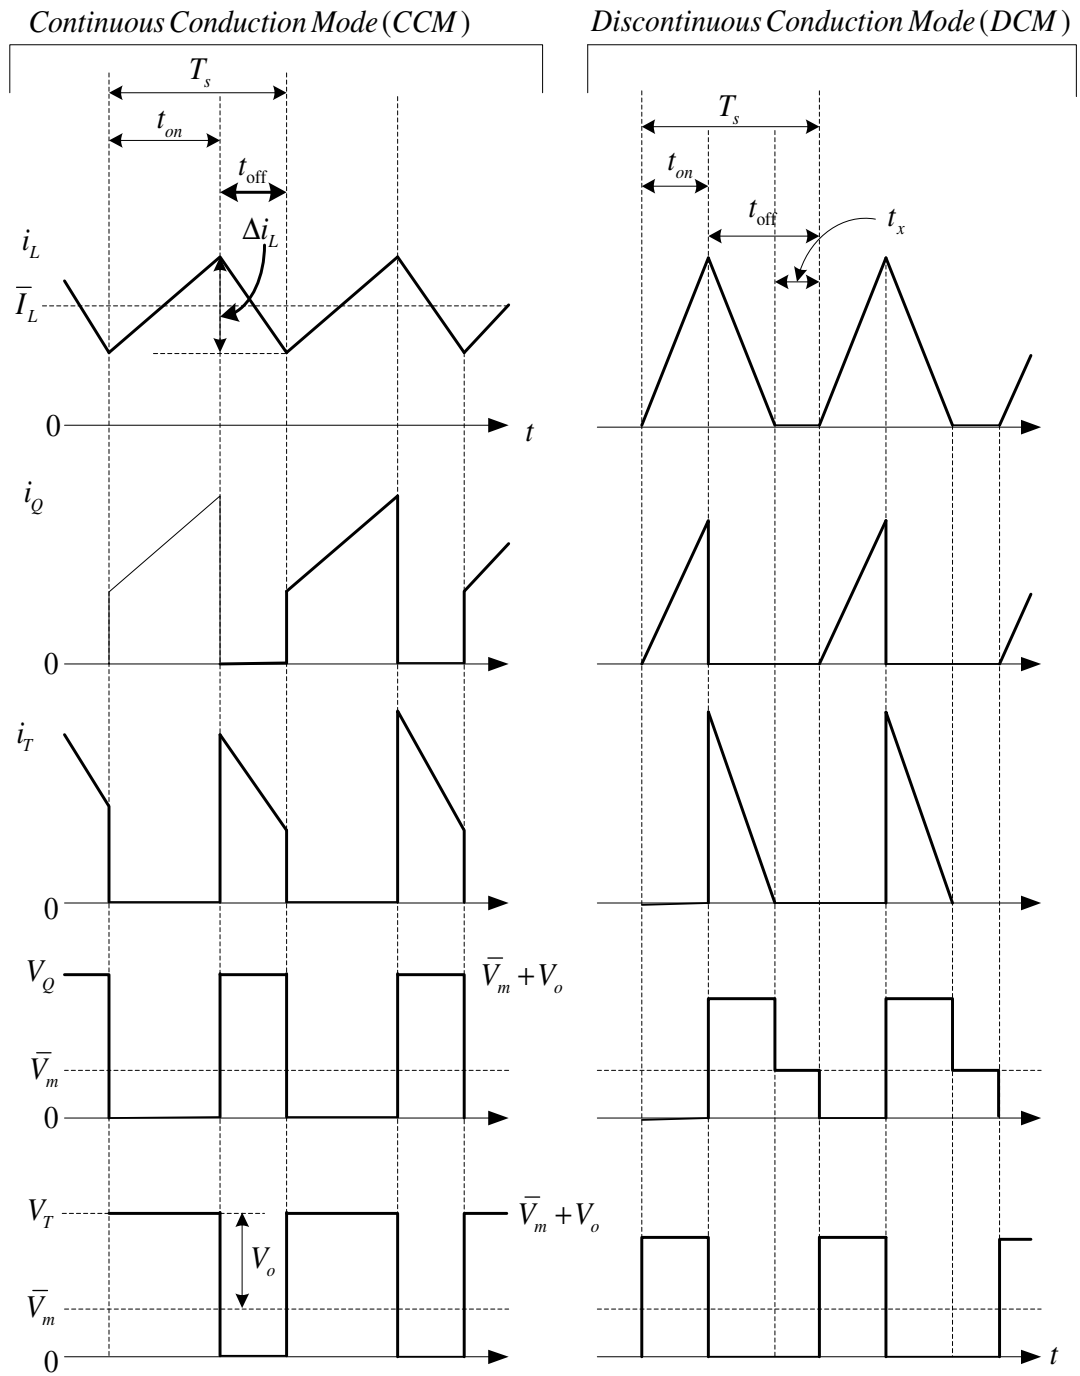 Continuous Conduction Mode (CCM)
Discontinuous Conduction Mode (DCM)
T_s
t_on
t_off
Δi_L
i_L
I̅_L
0
t
T_s
t_on
t_off
t_x
i_Q
0
i_T
0
V_Q
V̅_m + V_o
V̅_m
0
V_T
V̅_m + V_o
V_o
V̅_m
0
t